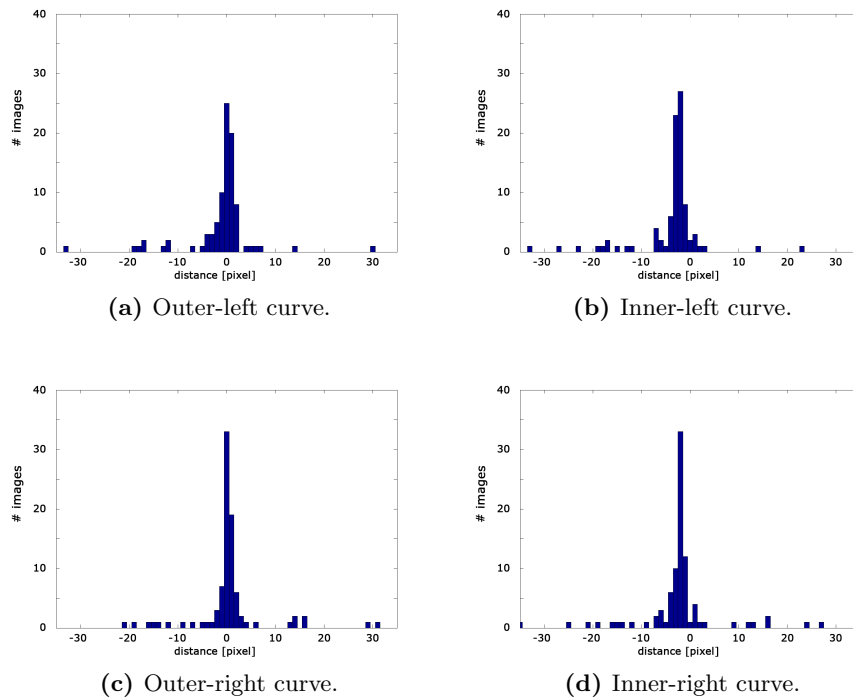 40
30
20
10
0
# images
-30 -20 -10 0 10 20 30
distance [pixel]
(a) Outer-left curve.
40
30
20
10
0
# images
-30 -20 -10 0 10 20 30
distance [pixel]
(b) Inner-left curve.
40
30
20
10
0
# images
-30 -20 -10 0 10 20 30
distance [pixel]
(c) Outer-right curve.
40
30
20
10
0
# images
-30 -20 -10 0 10 20 30
distance [pixel]
(d) Inner-right curve.